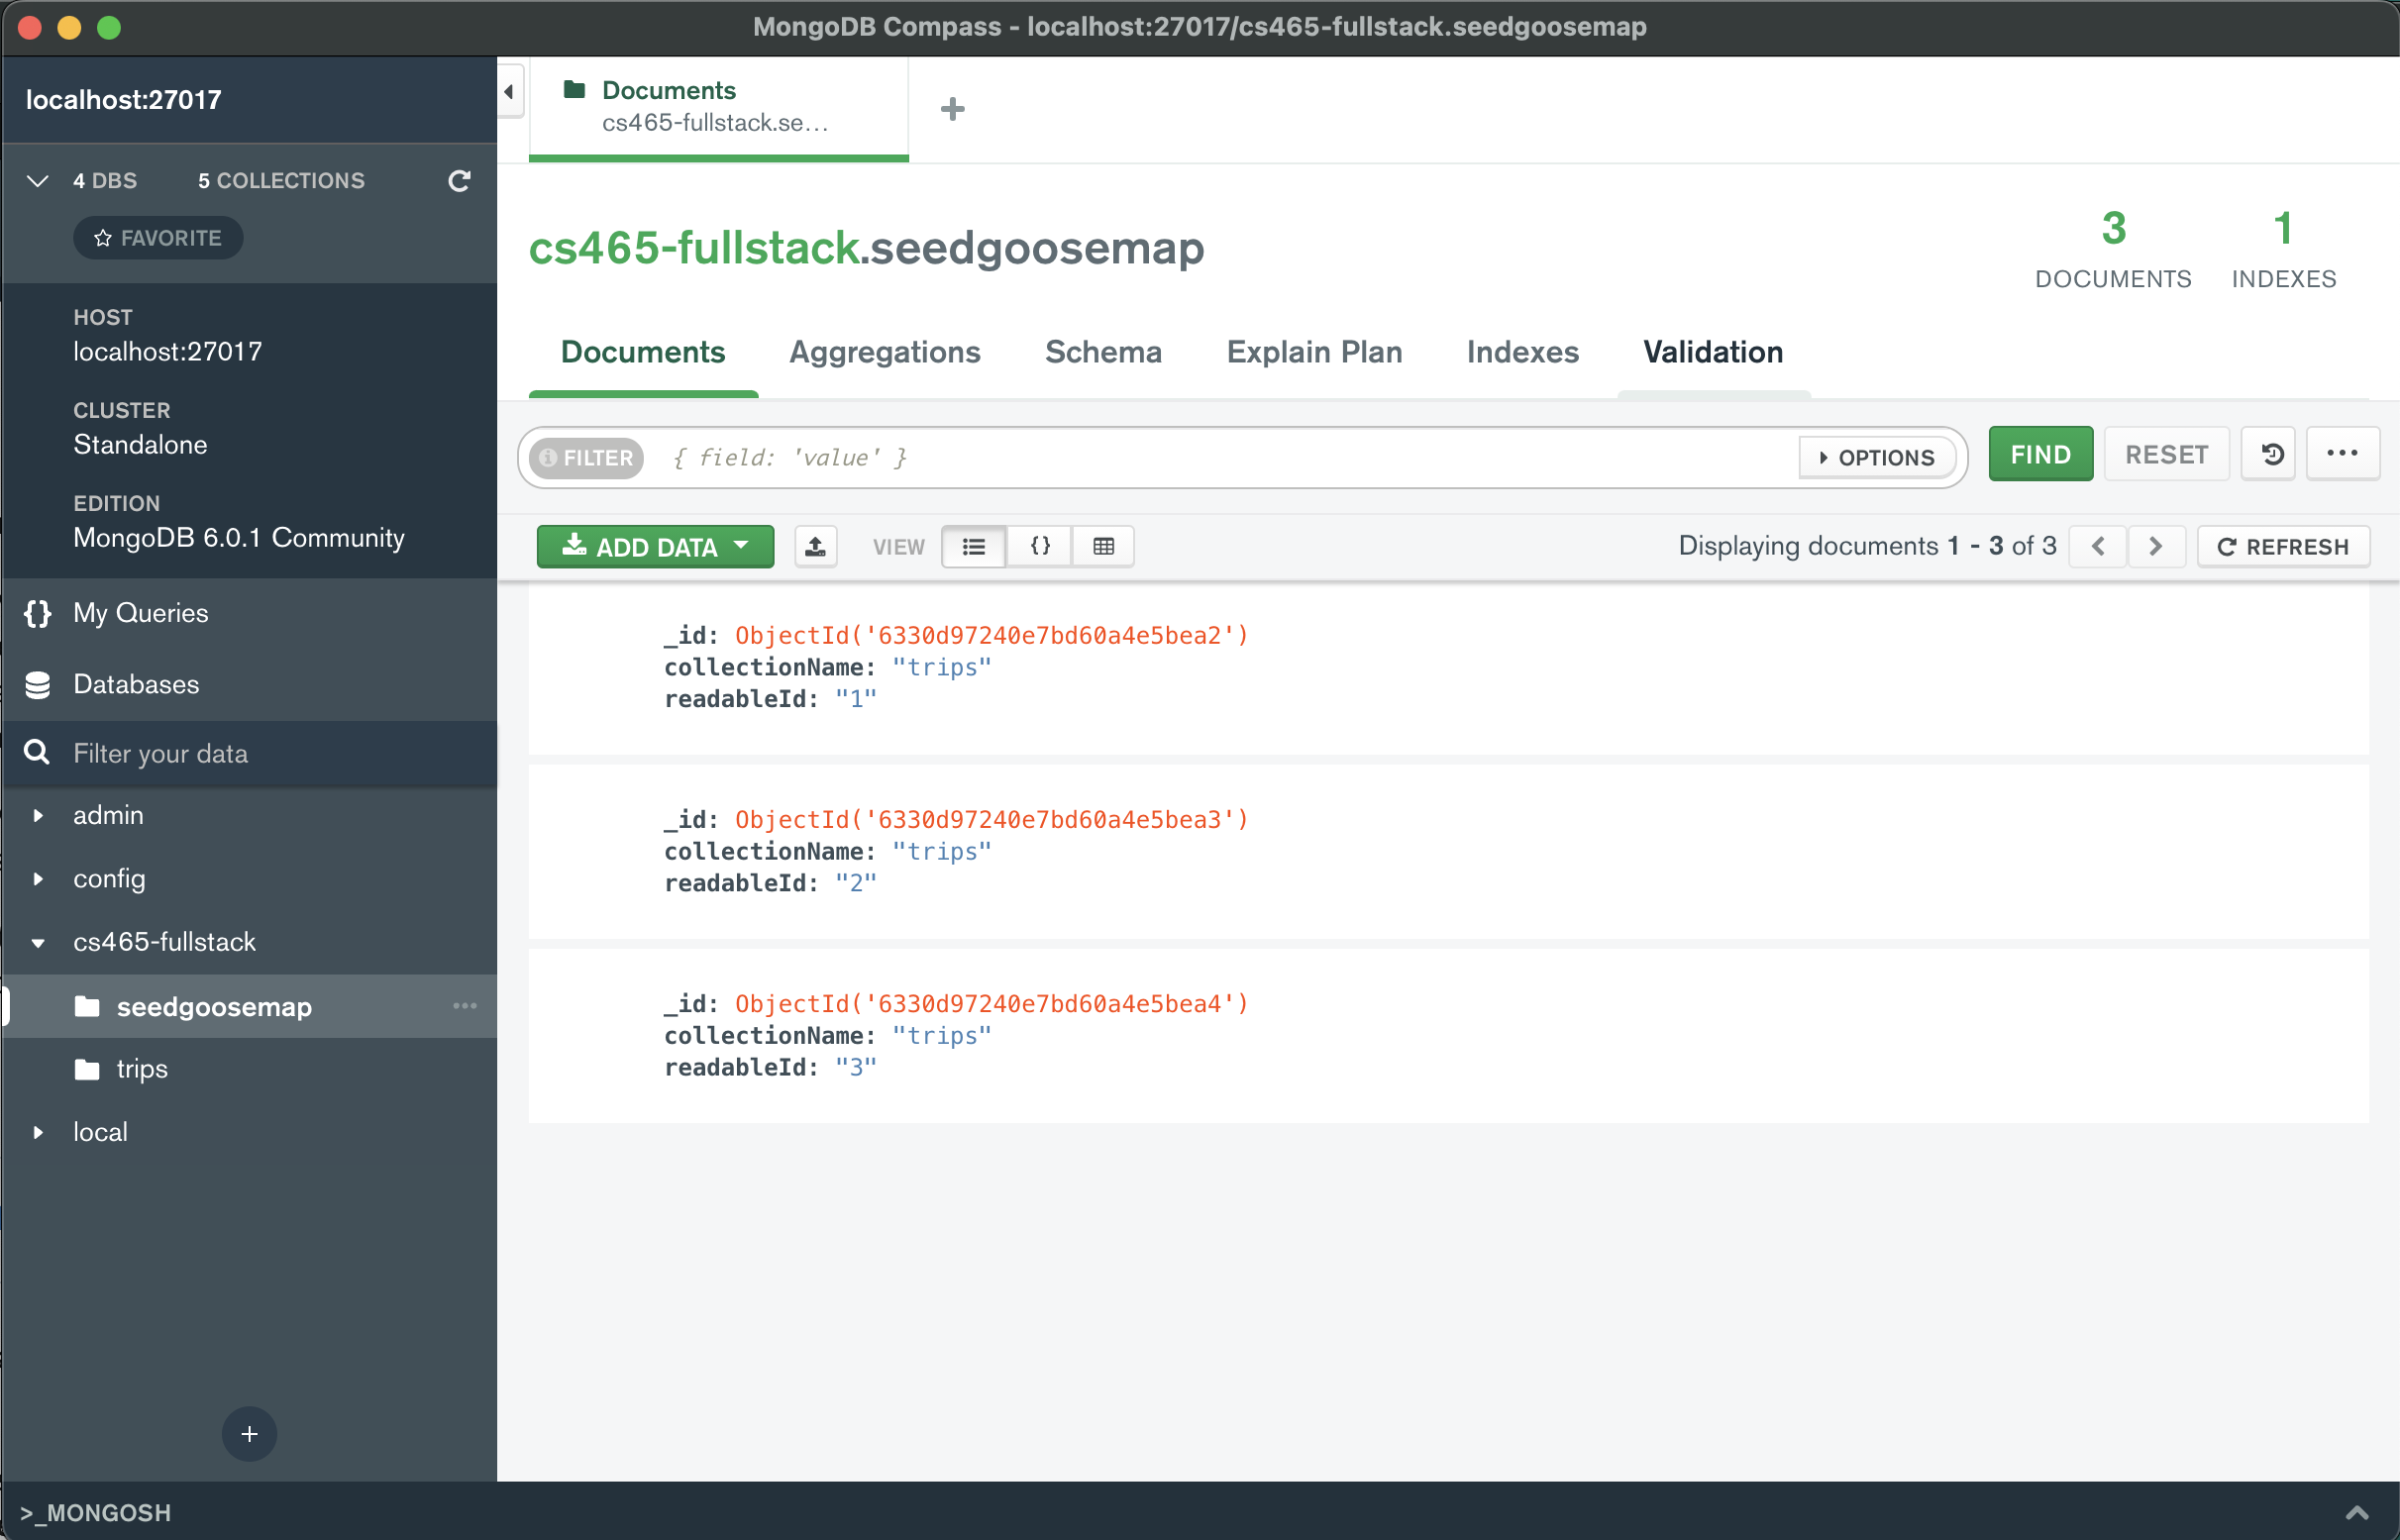 MongoDB Compass - localhost:27017/cs465-fullstack.seedgoosemap
localhost:27017
4 DBS 5 COLLECTIONS
FAVORITE
HOST
localhost:27017
CLUSTER
Standalone
EDITION
MongoDB 6.0.1 Community
My Queries
Databases
Filter your data
admin
config
cs465-fullstack
seedgoosemap
trips
local
>_MONGOSH
Documents
cs465-fullstack.se...
cs465-fullstack.seedgoosemap
3
DOCUMENTS
1
INDEXES
Documents Aggregations Schema Explain Plan Indexes Validation
FILTER { field: 'value' } OPTIONS FIND RESET
ADD DATA VIEW {} Displaying documents 1 - 3 of 3 REFRESH
_id: ObjectId('6330d97240e7bd60a4e5bea2')
collectionName: "trips"
readableId: "1"
_id: ObjectId('6330d97240e7bd60a4e5bea3')
collectionName: "trips"
readableId: "2"
_id: ObjectId('6330d97240e7bd60a4e5bea4')
collectionName: "trips"
readableId: "3"